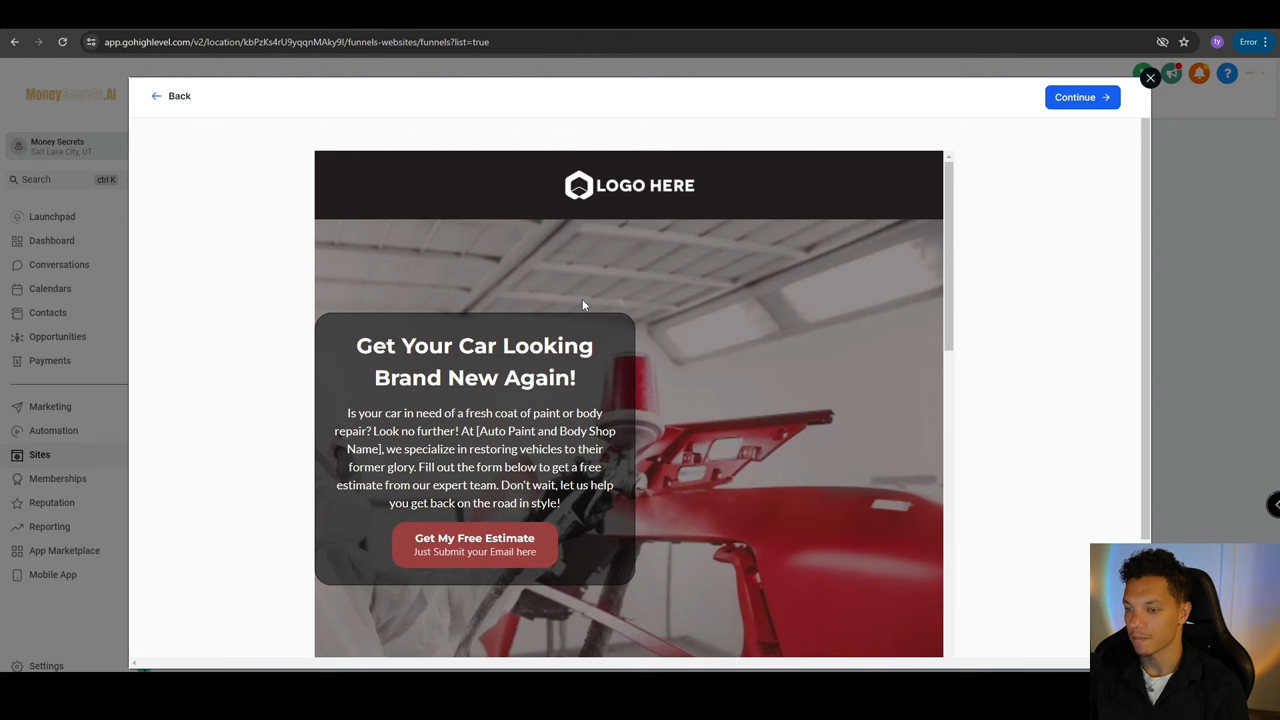 app.gohighlevel.com/v2/location/kbPzKs4rU9yqqnMAky9l/funnels-websites/funnels?list=true
ty
Error
MoneySecrets.AI
Back
Continue
Money Secrets
Salt Lake City, UT
Search
ctrl K
Launchpad
Dashboard
Conversations
Calendars
Contacts
Opportunities
Payments
Marketing
Automation
Sites
Memberships
Reputation
Reporting
App Marketplace
Mobile App
Settings
LOGO HERE
Get Your Car Looking
Brand New Again!
Is your car in need of a fresh coat of paint or body
repair? Look no further! At [Auto Paint and Body Shop
Name], we specialize in restoring vehicles to their
former glory. Fill out the form below to get a free
estimate from our expert team. Don't wait, let us help
you get back on the road in style!
Get My Free Estimate
Just Submit your Email here